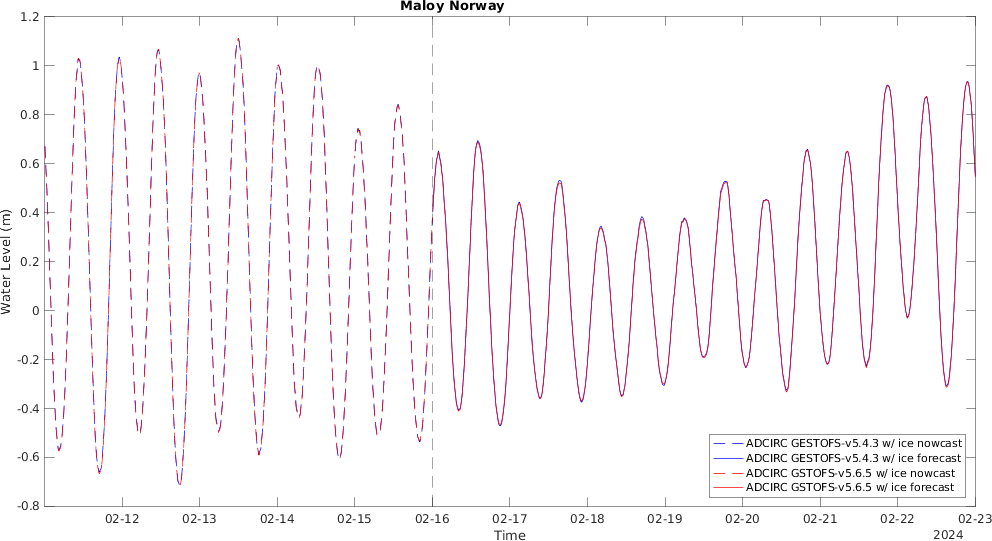 Maloy Norway
1.2
1
0.8
0.6
0.4
0.2
0
-0.2
-0.4
-0.6
-0.8
Water Level (m)
ADCIRC GESTOFS-v5.4.3 w/ ice nowcast
ADCIRC GESTOFS-v5.4.3 w/ ice forecast
ADCIRC GSTOFS-v5.6.5 w/ ice nowcast
ADCIRC GSTOFS-v5.6.5 w/ ice forecast
02-12 02-13 02-14 02-15 02-16 02-17 02-18 02-19 02-20 02-21 02-22 02-23
Time
2024